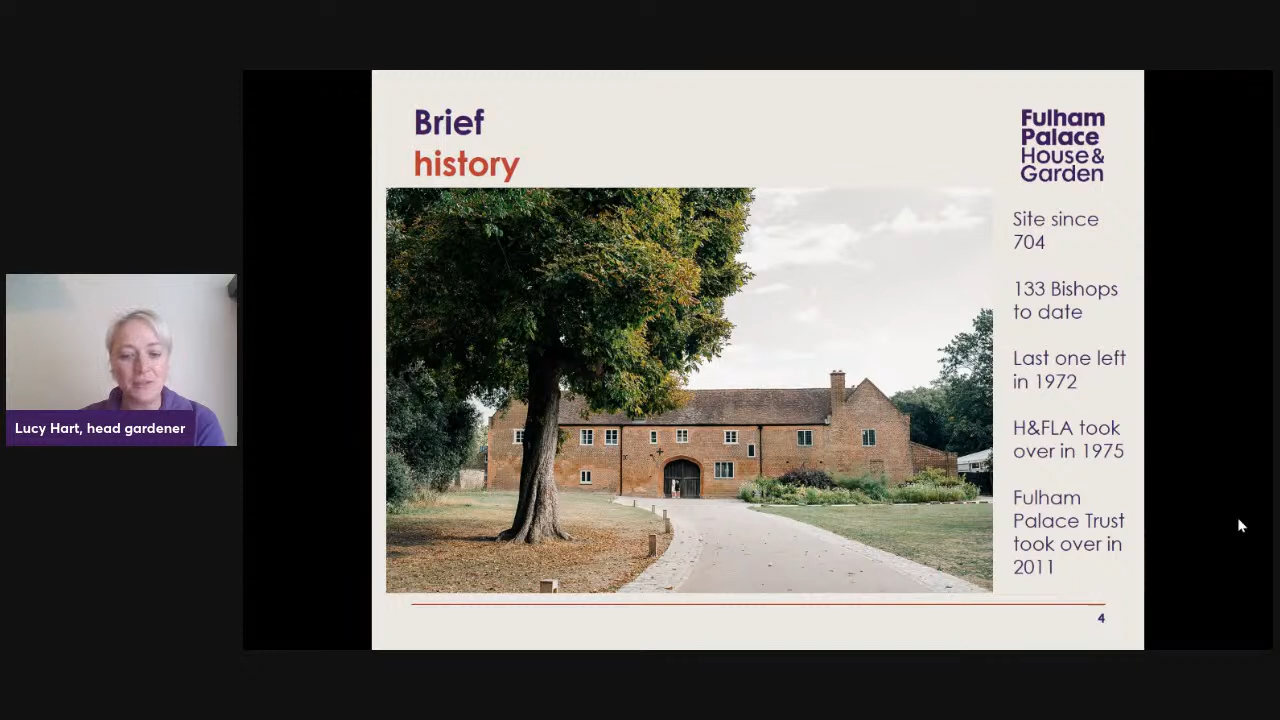 Brief
history
Fulham
Palace
House &
Garden
Site since
704
133 Bishops
to date
Last one left
in 1972
H&FLA took
over in 1975
Fulham
Palace Trust
took over in
2011
4
Lucy Hart, head gardener